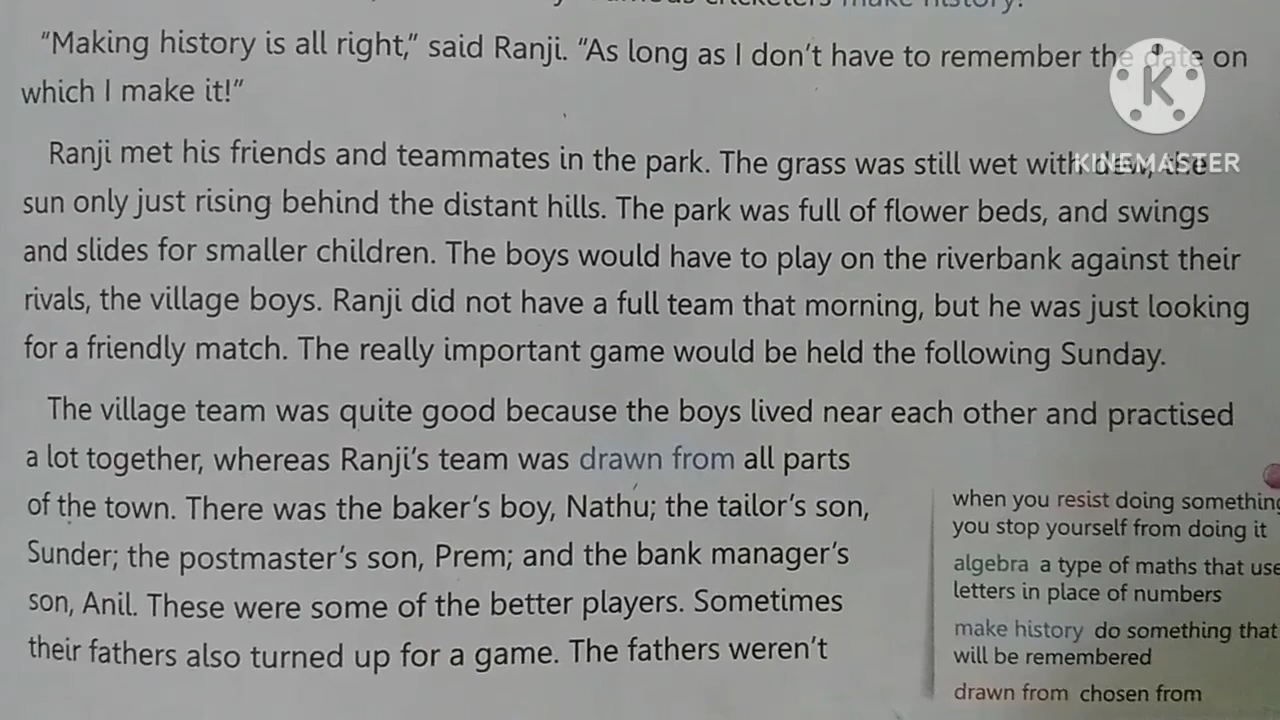 make history.
"Making history is all right," said Ranji. "As long as I don't have to remember the date on
which I make it!"
Ranji met his friends and teammates in the park. The grass was still wet with dew, the
sun only just rising behind the distant hills. The park was full of flower beds, and swings
and slides for smaller children. The boys would have to play on the riverbank against their
rivals, the village boys. Ranji did not have a full team that morning, but he was just looking
for a friendly match. The really important game would be held the following Sunday.
The village team was quite good because the boys lived near each other and practised
a lot together, whereas Ranji's team was drawn from all parts
of the town. There was the baker's boy, Nathu; the tailor's son,
Sunder; the postmaster's son, Prem; and the bank manager's
son, Anil. These were some of the better players. Sometimes
their fathers also turned up for a game. The fathers weren't
when you resist doing something
you stop yourself from doing it
algebra a type of maths that use
letters in place of numbers
make history do something that
will be remembered
drawn from chosen from
K
KINEMASTER